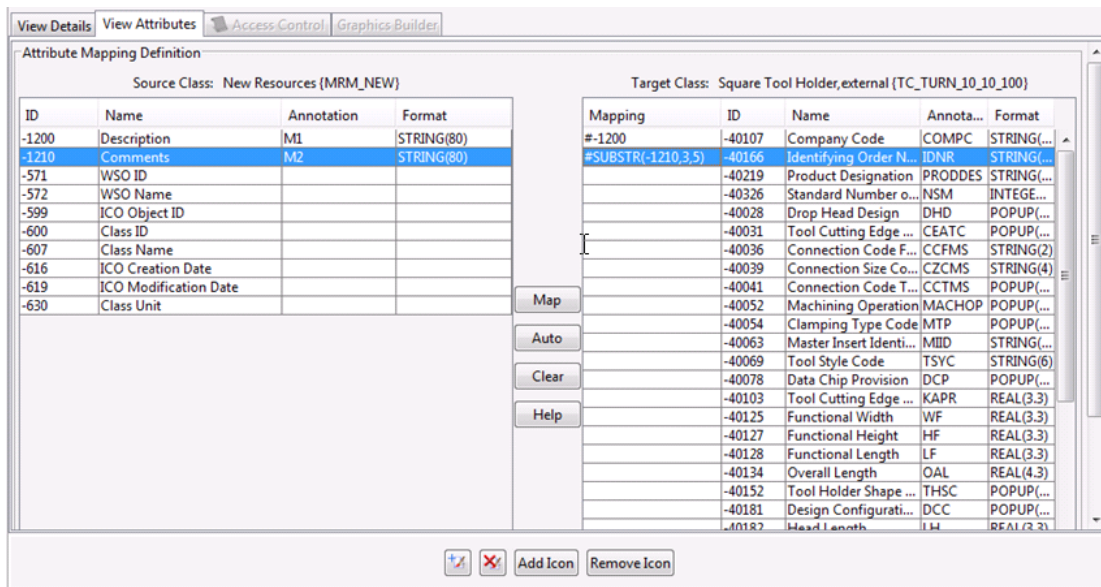 View Details View Attributes Access Control Graphics Builder
Attribute Mapping Definition
Source Class: New Resources {MRM_NEW}
Target Class: Square Tool Holder,external {TC_TURN_10_10_100}
ID Name Annotation Format
-1200 Description M1 STRING(80)
-1210 Comments M2 STRING(80)
-571 WSO ID
-572 WSO Name
-599 ICO Object ID
-600 Class ID
-607 Class Name
-616 ICO Creation Date
-619 ICO Modification Date
-630 Class Unit
Map
Auto
Clear
Help
Mapping ID Name Annota... Format
#-1200 -40107 Company Code COMPC STRING(...
#SUBSTR(-1210,3,5) -40166 Identifying Order N... IDNR STRING(...
-40219 Product Designation PRODDES STRING(...
-40326 Standard Number o... NSM INTEGE...
-40028 Drop Head Design DHD POPUP(...
-40031 Tool Cutting Edge ... CEATC POPUP(...
-40036 Connection Code F... CCFMS STRING(2)
-40039 Connection Size Co... CZCMS STRING(4)
-40041 Connection Code T... CCTMS POPUP(...
-40052 Machining Operation MACHOP POPUP(...
-40054 Clamping Type Code MTP POPUP(...
-40063 Master Insert Identi... MIID STRING(...
-40069 Tool Style Code TSYC STRING(6)
-40078 Data Chip Provision DCP POPUP(...
-40103 Tool Cutting Edge ... KAPR REAL(3.3)
-40125 Functional Width WF REAL(3.3)
-40127 Functional Height HF REAL(3.3)
-40128 Functional Length LF REAL(3.3)
-40134 Overall Length OAL REAL(4.3)
-40152 Tool Holder Shape ... THSC POPUP(...
-40181 Design Configurati... DCC POPUP(...
-40182 Head Length LH REAL(3.3)
Add Icon Remove Icon